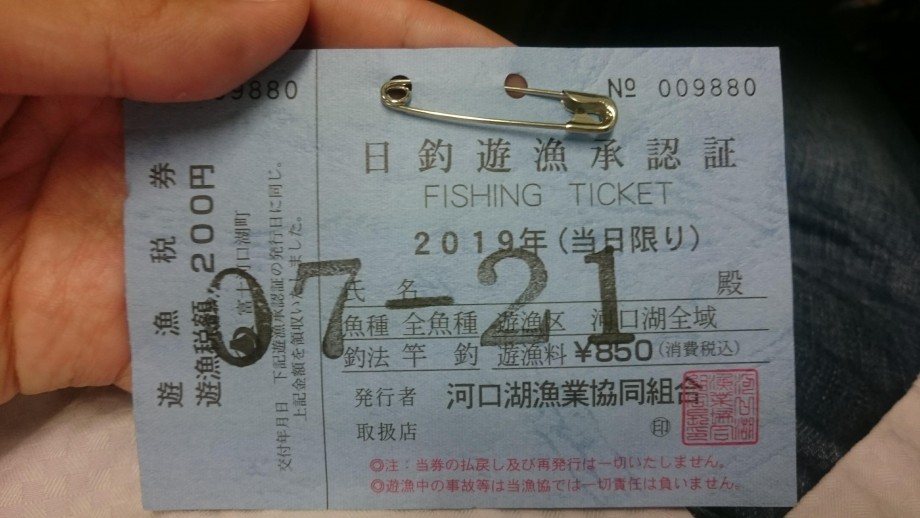 9880
遊漁税券
遊漁税額，200円
富士河口湖町
交付年月日 下記遊漁承認証の発行日に同じ。
上記金額を領収いたしました。
№ 009880
日釣遊漁承認証
FISHING TICKET
2019年(当日限り)
07-21
氏名 殿
魚種 全魚種 遊漁区 河口湖全域
釣法 竿釣 遊漁料 ¥850(消費税込)
発行者 河口湖漁業協同組合
取扱店 印
◎注：当券の払戻し及び再発行は一切いたしません。
◎遊漁中の事故等は当漁協では一切責任は負いません。